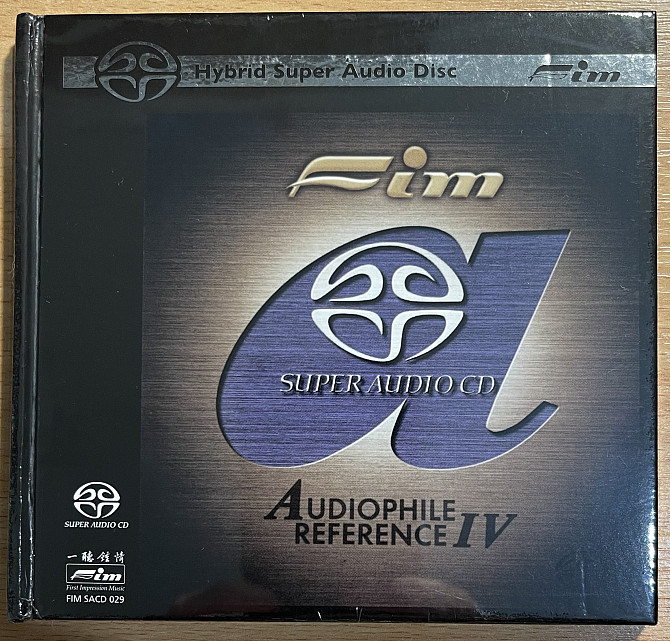 Hybrid Super Audio Disc
Fim
Fim
SUPER AUDIO CD
AUDIOPHILE
REFERENCE IV
SUPER AUDIO CD
一聽鍾情
Fim
First Impression Music
FIM SACD 029